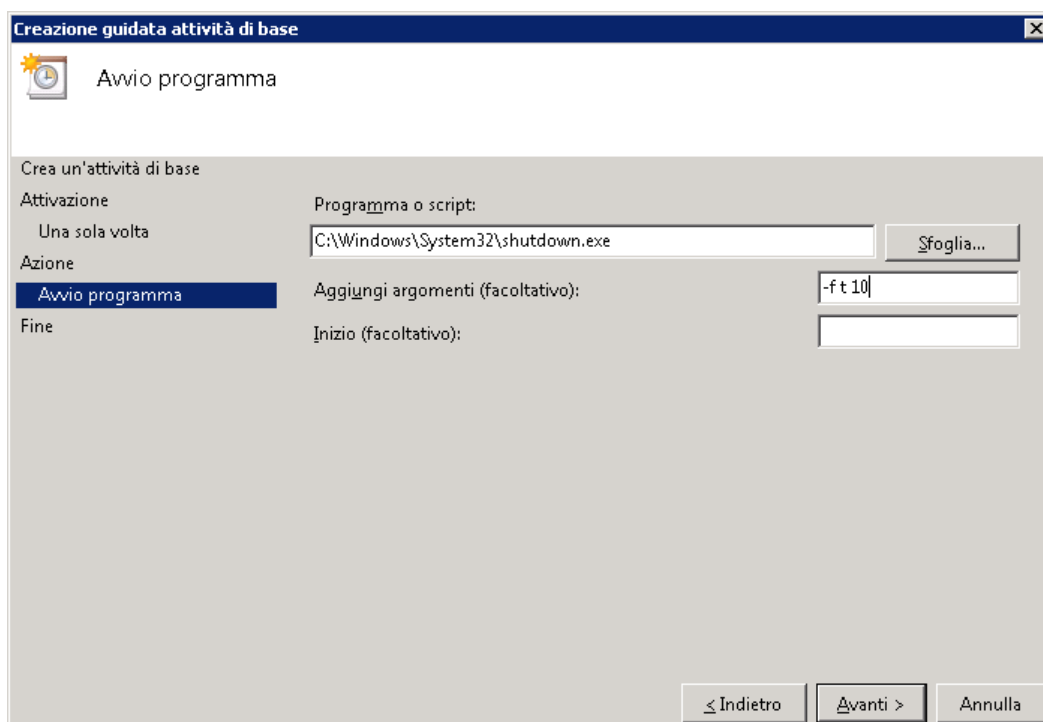 Creazione guidata attività di base
Avvio programma
Crea un'attività di base
Attivazione
Una sola volta
Azione
Avvio programma
Fine
Programma o script:
C:\Windows\System32\shutdown.exe
Sfoglia...
Aggiungi argomenti (facoltativo):
-f t 10
Inizio (facoltativo):
< Indietro
Avanti >
Annulla